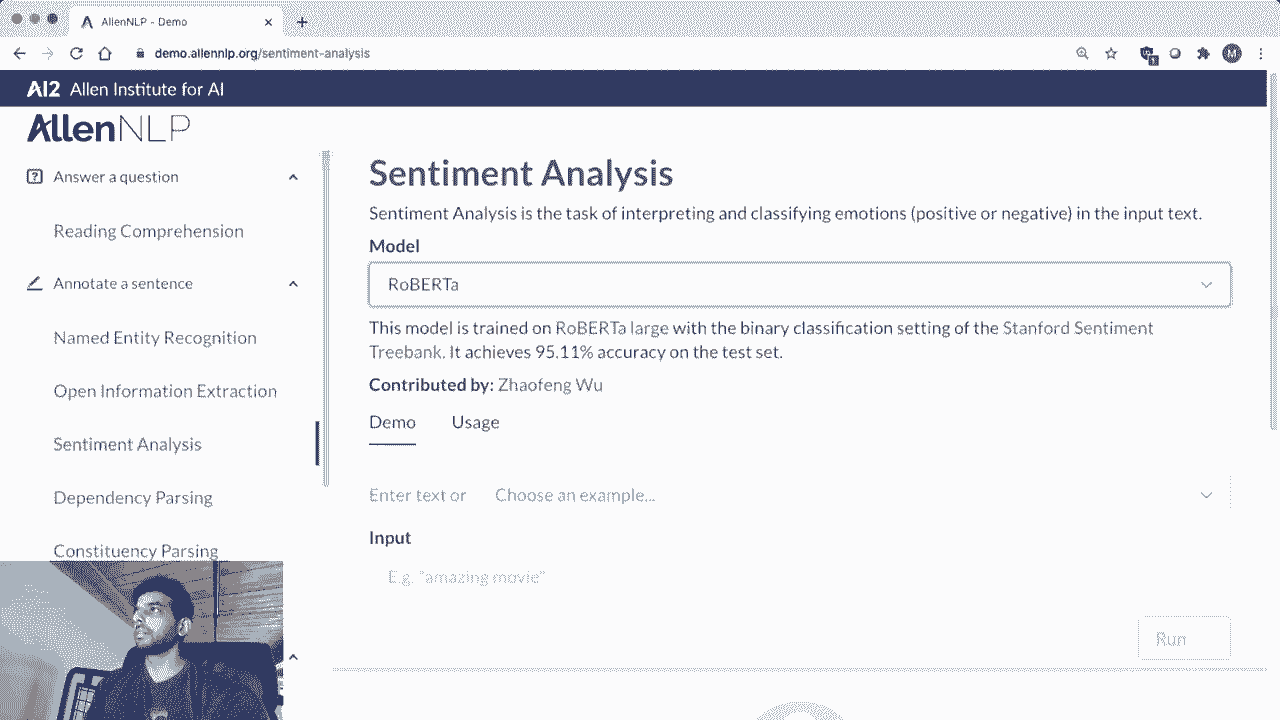 AllenNLP - Demo
demo.allennlp.org/sentiment-analysis
M
AI2 Allen Institute for AI
AllenNLP
Answer a question
Reading Comprehension
Annotate a sentence
Named Entity Recognition
Open Information Extraction
Sentiment Analysis
Dependency Parsing
Constituency Parsing
Sentiment Analysis
Sentiment Analysis is the task of interpreting and classifying emotions (positive or negative) in the input text.
Model
RoBERTa
This model is trained on RoBERTa large with the binary classification setting of the Stanford Sentiment
Treebank. It achieves 95.11% accuracy on the test set.
Contributed by: Zhaofeng Wu
Demo Usage
Enter text or Choose an example...
Input
E.g. "amazing movie"
Run